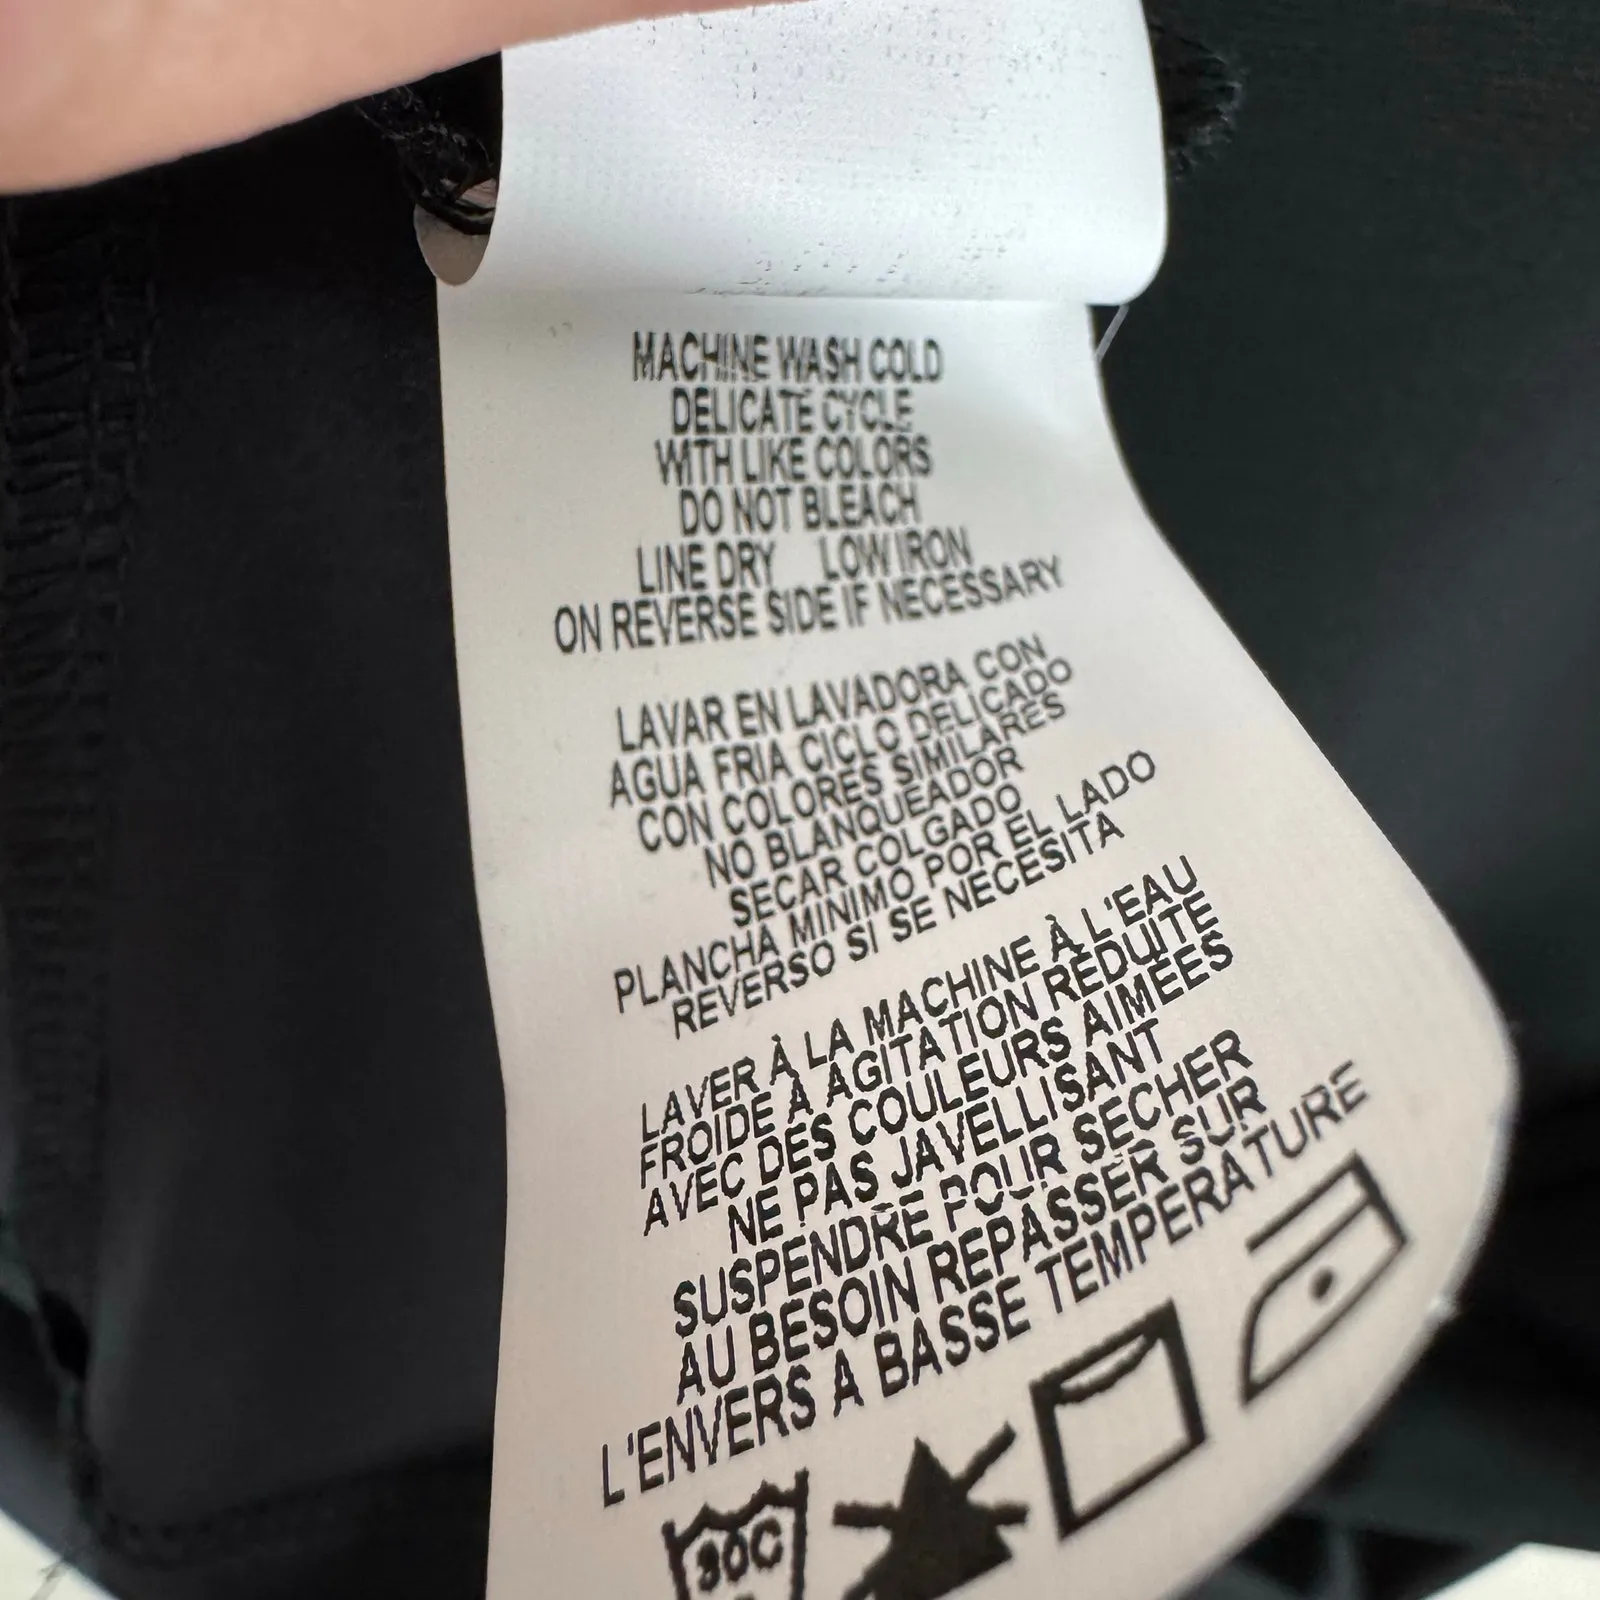 MACHINE WASH COLD
DELICATE CYCLE
WITH LIKE COLORS
DO NOT BLEACH
LINE DRY LOW IRON
ON REVERSE SIDE IF NECESSARY
LAVAR EN LAVADORA CON
AGUA FRIA CICLO DELICADO
CON COLORES SIMILARES
NO BLANQUEADOR
SECAR COLGADO
PLANCHA MINIMO POR EL LADO
REVERSO SI SE NECESITA
LAVER À LA MACHINE À L'EAU
FROIDE A AGITATION RÉDUITE
AVEC DES COULEURS AIMÉES
NE PAS JAVELLISANT
SUSPENDRE POUR SECHER
AU BESOIN REPASSER SUR
L'ENVERS A BASSE TEMPERATURE
30C